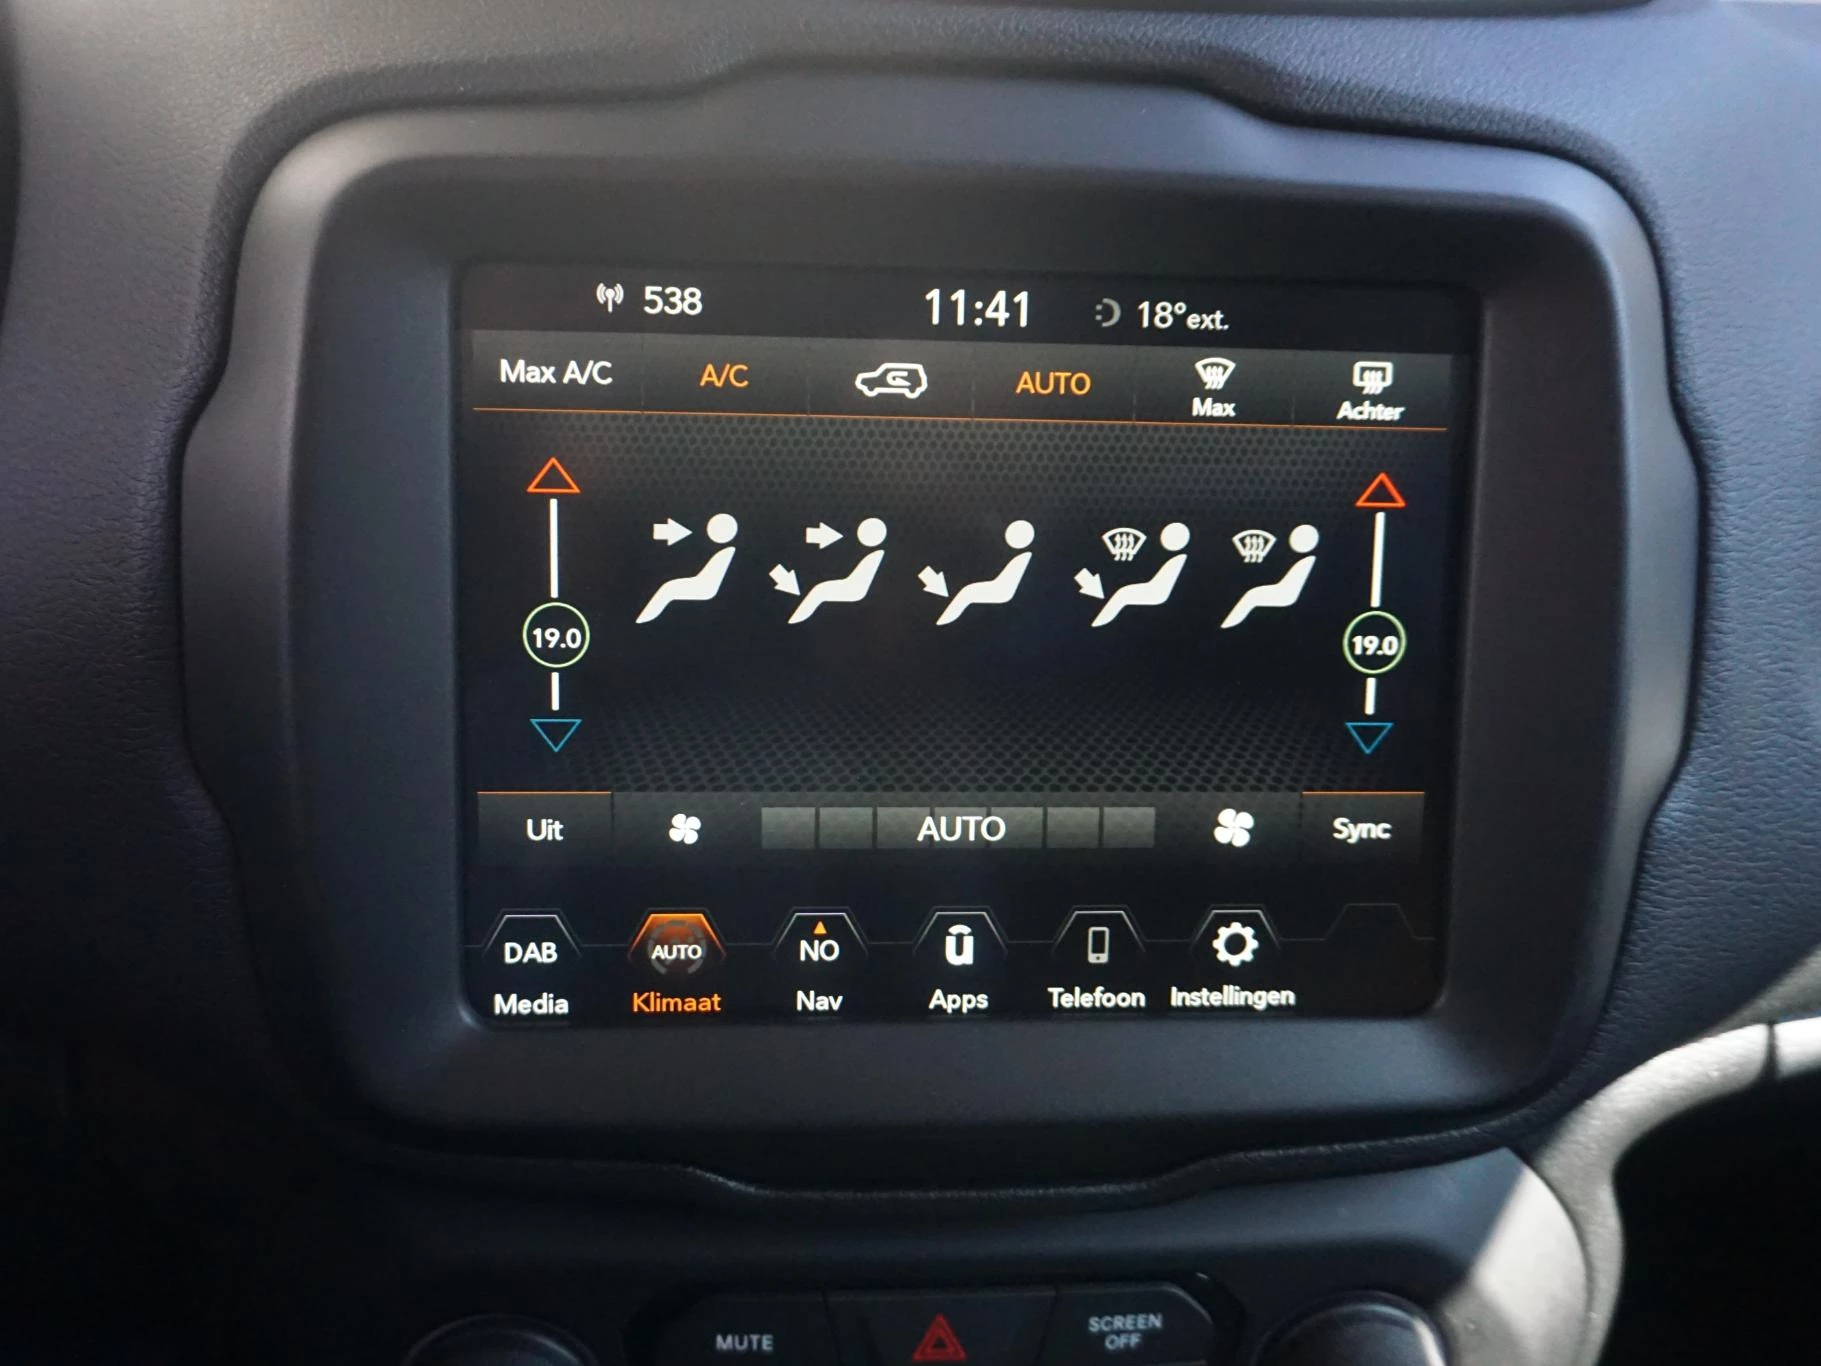 538 11:41 18°ext.
Max A/C A/C AUTO Max Achter
19.0 19.0
Uit AUTO Sync
DAB AUTO NO
Media Klimaat Nav Apps Telefoon Instellingen
MUTE SCREEN OFF